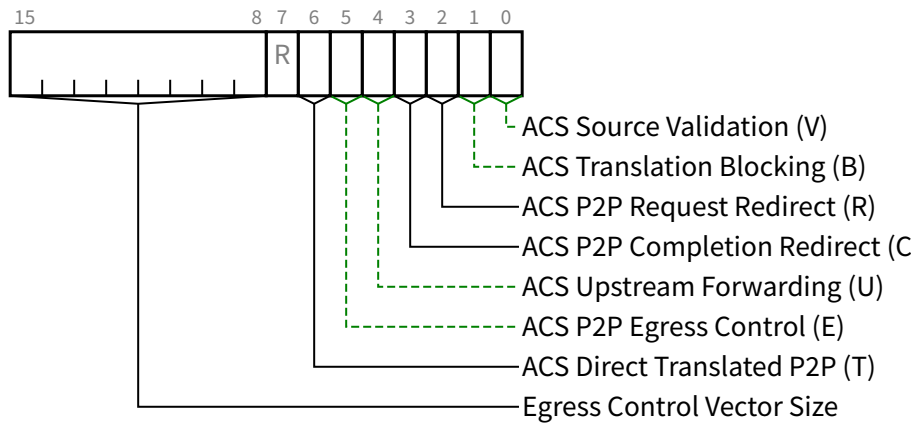 15 8 7 6 5 4 3 2 1 0
R
ACS Source Validation (V)
ACS Translation Blocking (B)
ACS P2P Request Redirect (R)
ACS P2P Completion Redirect (C
ACS Upstream Forwarding (U)
ACS P2P Egress Control (E)
ACS Direct Translated P2P (T)
Egress Control Vector Size